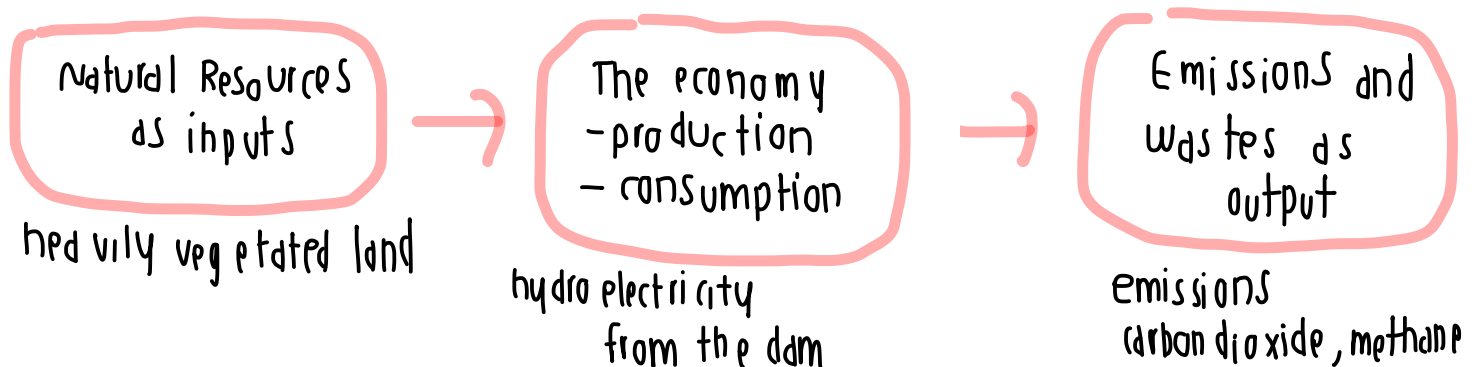 Natural Resources
as inputs
heavily vegetated land
The economy
- production
- consumption
hydro electricity
from the dam
Emissions and
wastes as
output
emissions
carbon dioxide, methane